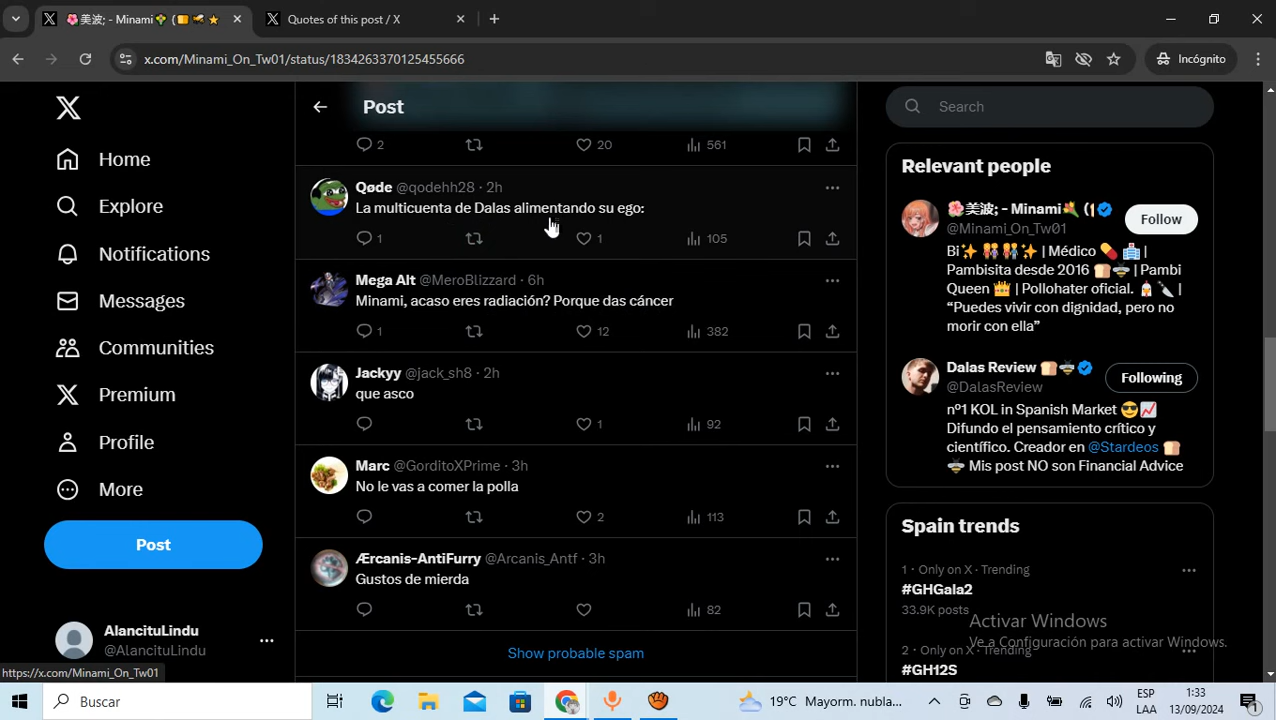 🌸美波; - Minami💐 (🍞🐝 ★
Quotes of this post / X
x.com/Minami_On_Tw01/status/1834263370125455666
Incógnito
Home
Explore
Notifications
Messages
Communities
Premium
Profile
More
Post
AlancituLindu
@AlancituLindu
https://x.com/Minami_On_Tw01
Post
2 20 561
Qøde @qodehh28 · 2h
La multicuenta de Dalas alimentando su ego:
1 1 105
Mega Alt @MeroBlizzard · 6h
Minami, acaso eres radiación? Porque das cáncer
1 12 382
Jackyy @jack_sh8 · 2h
que asco
1 92
Marc @GorditoXPrime · 3h
No le vas a comer la polla
2 113
Ærcanis-AntiFurry @Arcanis_Antf · 3h
Gustos de mierda
82
Show probable spam
Search
Relevant people
🌸美波; - Minami💐 (
@Minami_On_Tw01
Follow
Bi✨ 👭👫✨ | Médico 💊 🏥 |
Pambisita desde 2016 🍞🐝 | Pambi
Queen 👑 | Pollohater oficial. 🐔🔪 |
“Puedes vivir con dignidad, pero no
morir con ella”
Dalas Review 🍞🐝
@DalasReview
Following
nº1 KOL in Spanish Market 😎📈
Difundo el pensamiento crítico y
científico. Creador en @Stardeos 🍞
🐝 Mis post NO son Financial Advice
Spain trends
1 · Only on X · Trending
#GHGala2
33.9K posts
2 · Only on X · Trending
#GH12S
Activar Windows
Ve a Configuración para activar Windows.
Buscar
19°C Mayorm. nubla...
ESP
LAA
1:33
13/09/2024
1